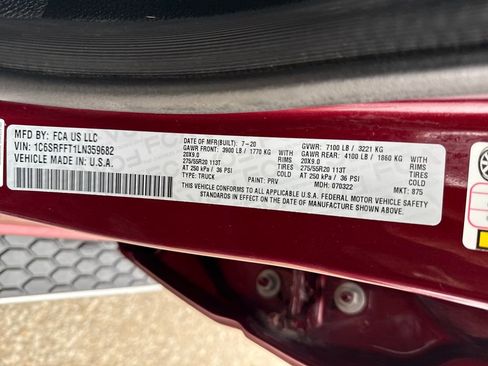 MFD BY: FCA US LLC
VIN: 1C6SRFFT1LN359682
VEHICLE MADE IN U.S.A.
DATE OF MFR(BUILT): 7-20 GVWR: 7100 LB / 3221 KG
GAWR FRONT: 3900 LB / 1770 KG WITH GAWR REAR: 4100 LB / 1860 KG WITH
20X9.0 RIMS 20X9.0 RIMS
275/55R20 113T TIRES 275/55R20 113T TIRES
AT 250 kPa / 36 PSI COLD AT 250 kPa / 36 PSI COLD
TYPE: TRUCK PAINT: PRV MDH: 070322 MKT: 875
THIS VEHICLE CONFORMS TO ALL APPLICABLE U.S.A. FEDERAL MOTOR VEHICLE SAFETY
STANDARDS IN EFFECT ON THE DATE OF MANUFACTURE SHOWN ABOVE